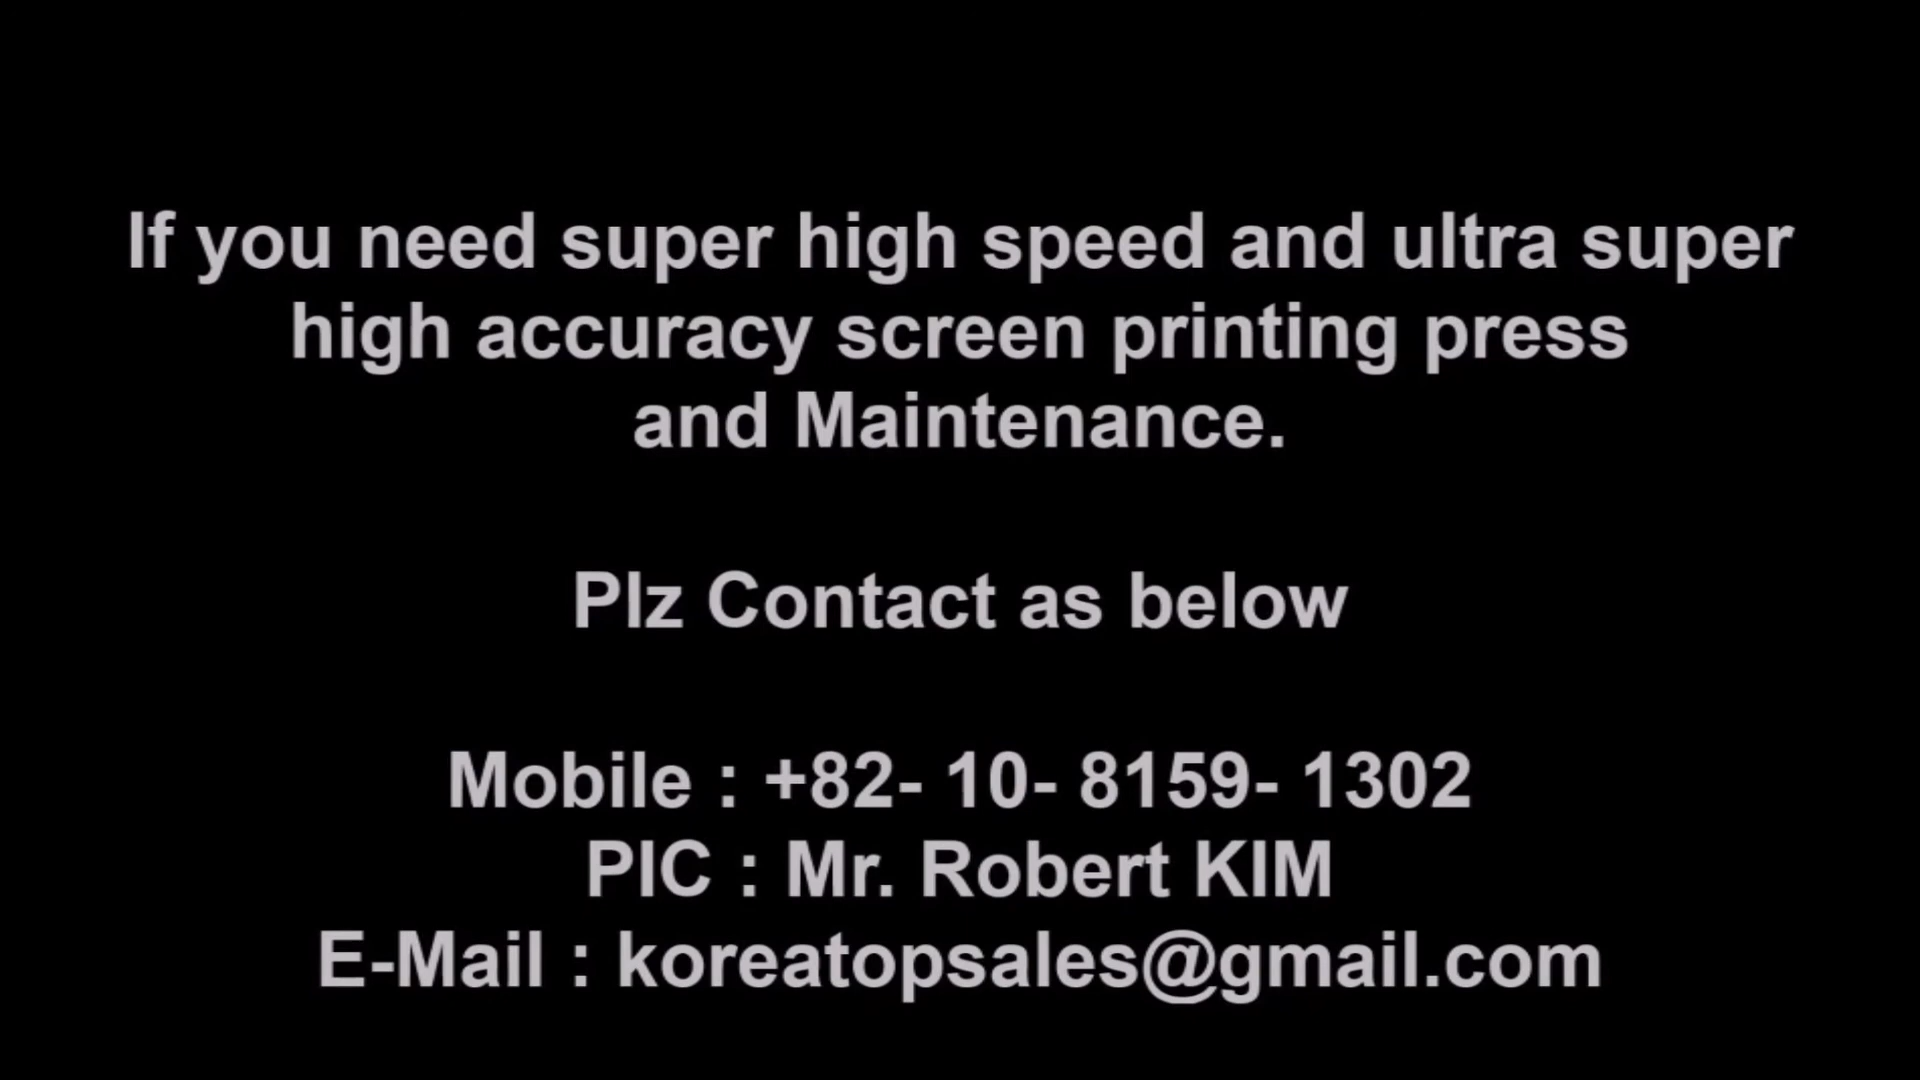 If you need super high speed and ultra super
high accuracy screen printing press
and Maintenance.
Plz Contact as below
Mobile : +82- 10- 8159- 1302
PIC : Mr. Robert KIM
E-Mail : koreatopsales@gmail.com